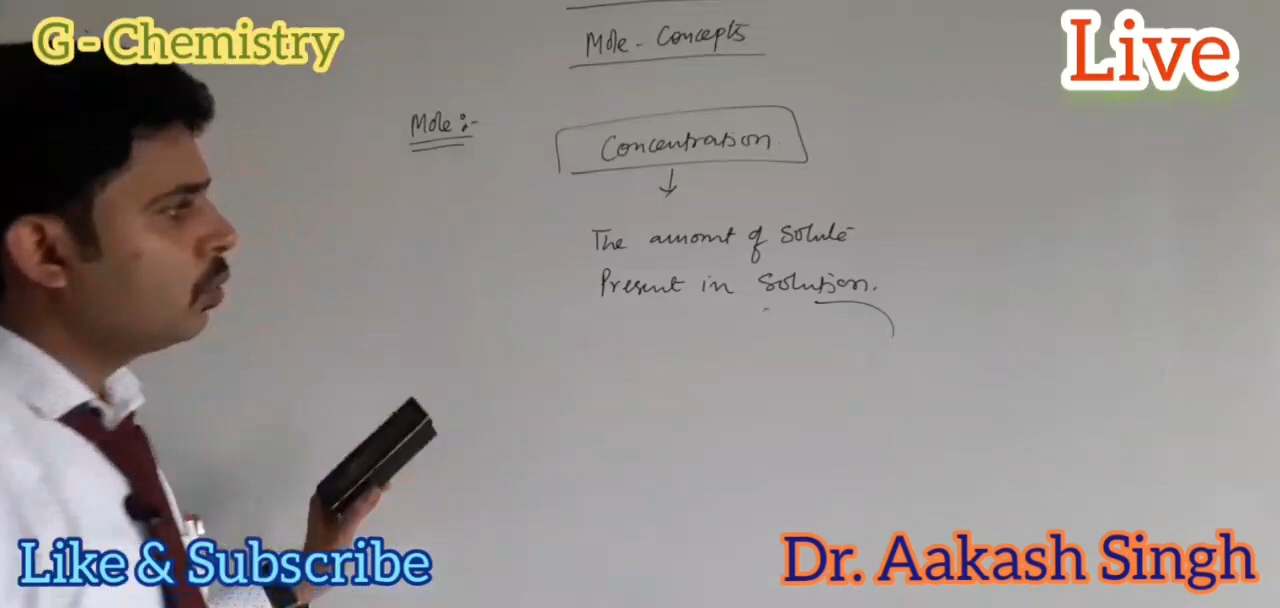 G - Chemistry
Live
Mole - Concepts
Mole :-
Concentration
The amount of Solute
Present in Solution.
Like & Subscribe
Dr. Aakash Singh